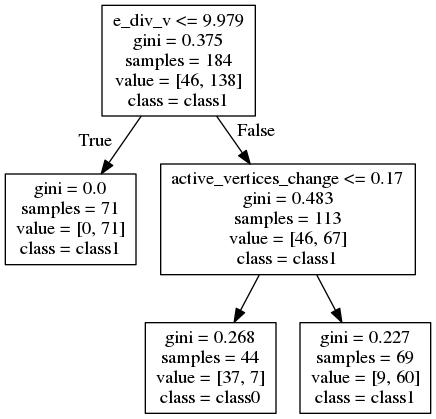 e_div_v <= 9.979
gini = 0.375
samples = 184
value = [46, 138]
class = class1
True
False
gini = 0.0
samples = 71
value = [0, 71]
class = class1
active_vertices_change <= 0.17
gini = 0.483
samples = 113
value = [46, 67]
class = class1
gini = 0.268
samples = 44
value = [37, 7]
class = class0
gini = 0.227
samples = 69
value = [9, 60]
class = class1